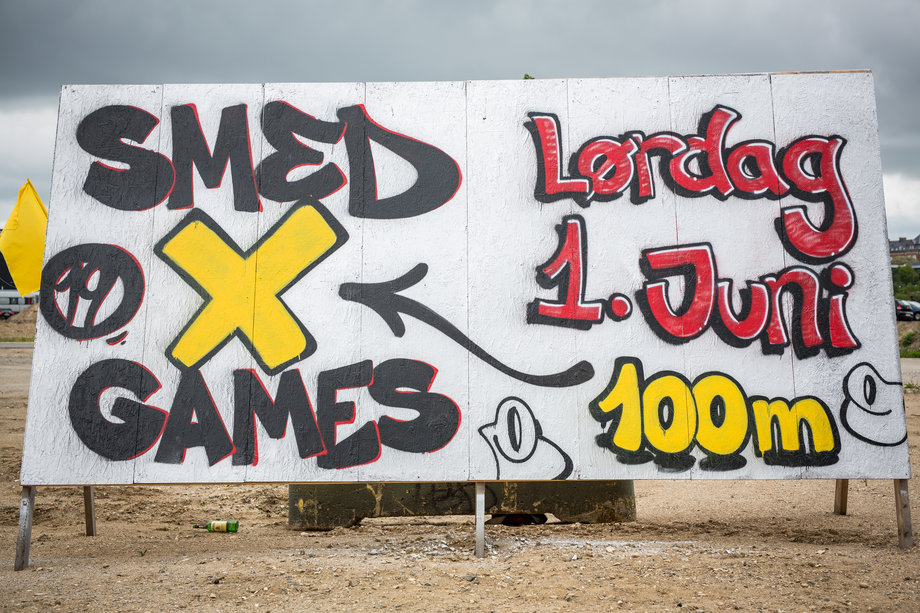 SMED
19
X
GAMES
Lørdag
1. Juni
100m